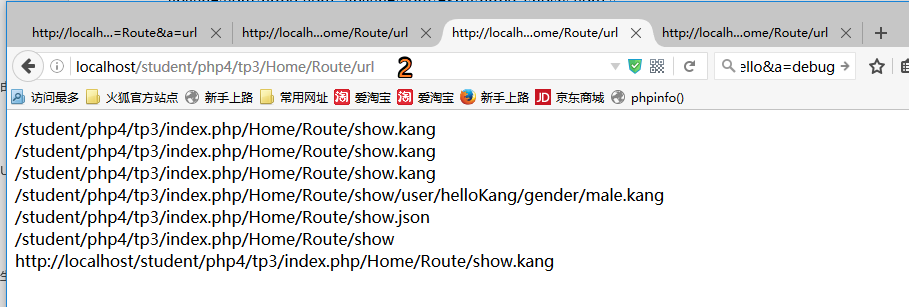 http://localh...=Route&a=url
http://localh...ome/Route/url
http://localh...ome/Route/url
http://localh...ome/Route/url
localhost/student/php4/tp3/Home/Route/url
2
ello&a=debug
访问最多
火狐官方站点
新手上路
常用网址
淘 爱淘宝
淘 爱淘宝
新手上路
JD 京东商城
phpinfo()
/student/php4/tp3/index.php/Home/Route/show.kang
/student/php4/tp3/index.php/Home/Route/show.kang
/student/php4/tp3/index.php/Home/Route/show.kang
/student/php4/tp3/index.php/Home/Route/show/user/helloKang/gender/male.kang
/student/php4/tp3/index.php/Home/Route/show.json
/student/php4/tp3/index.php/Home/Route/show
http://localhost/student/php4/tp3/index.php/Home/Route/show.kang